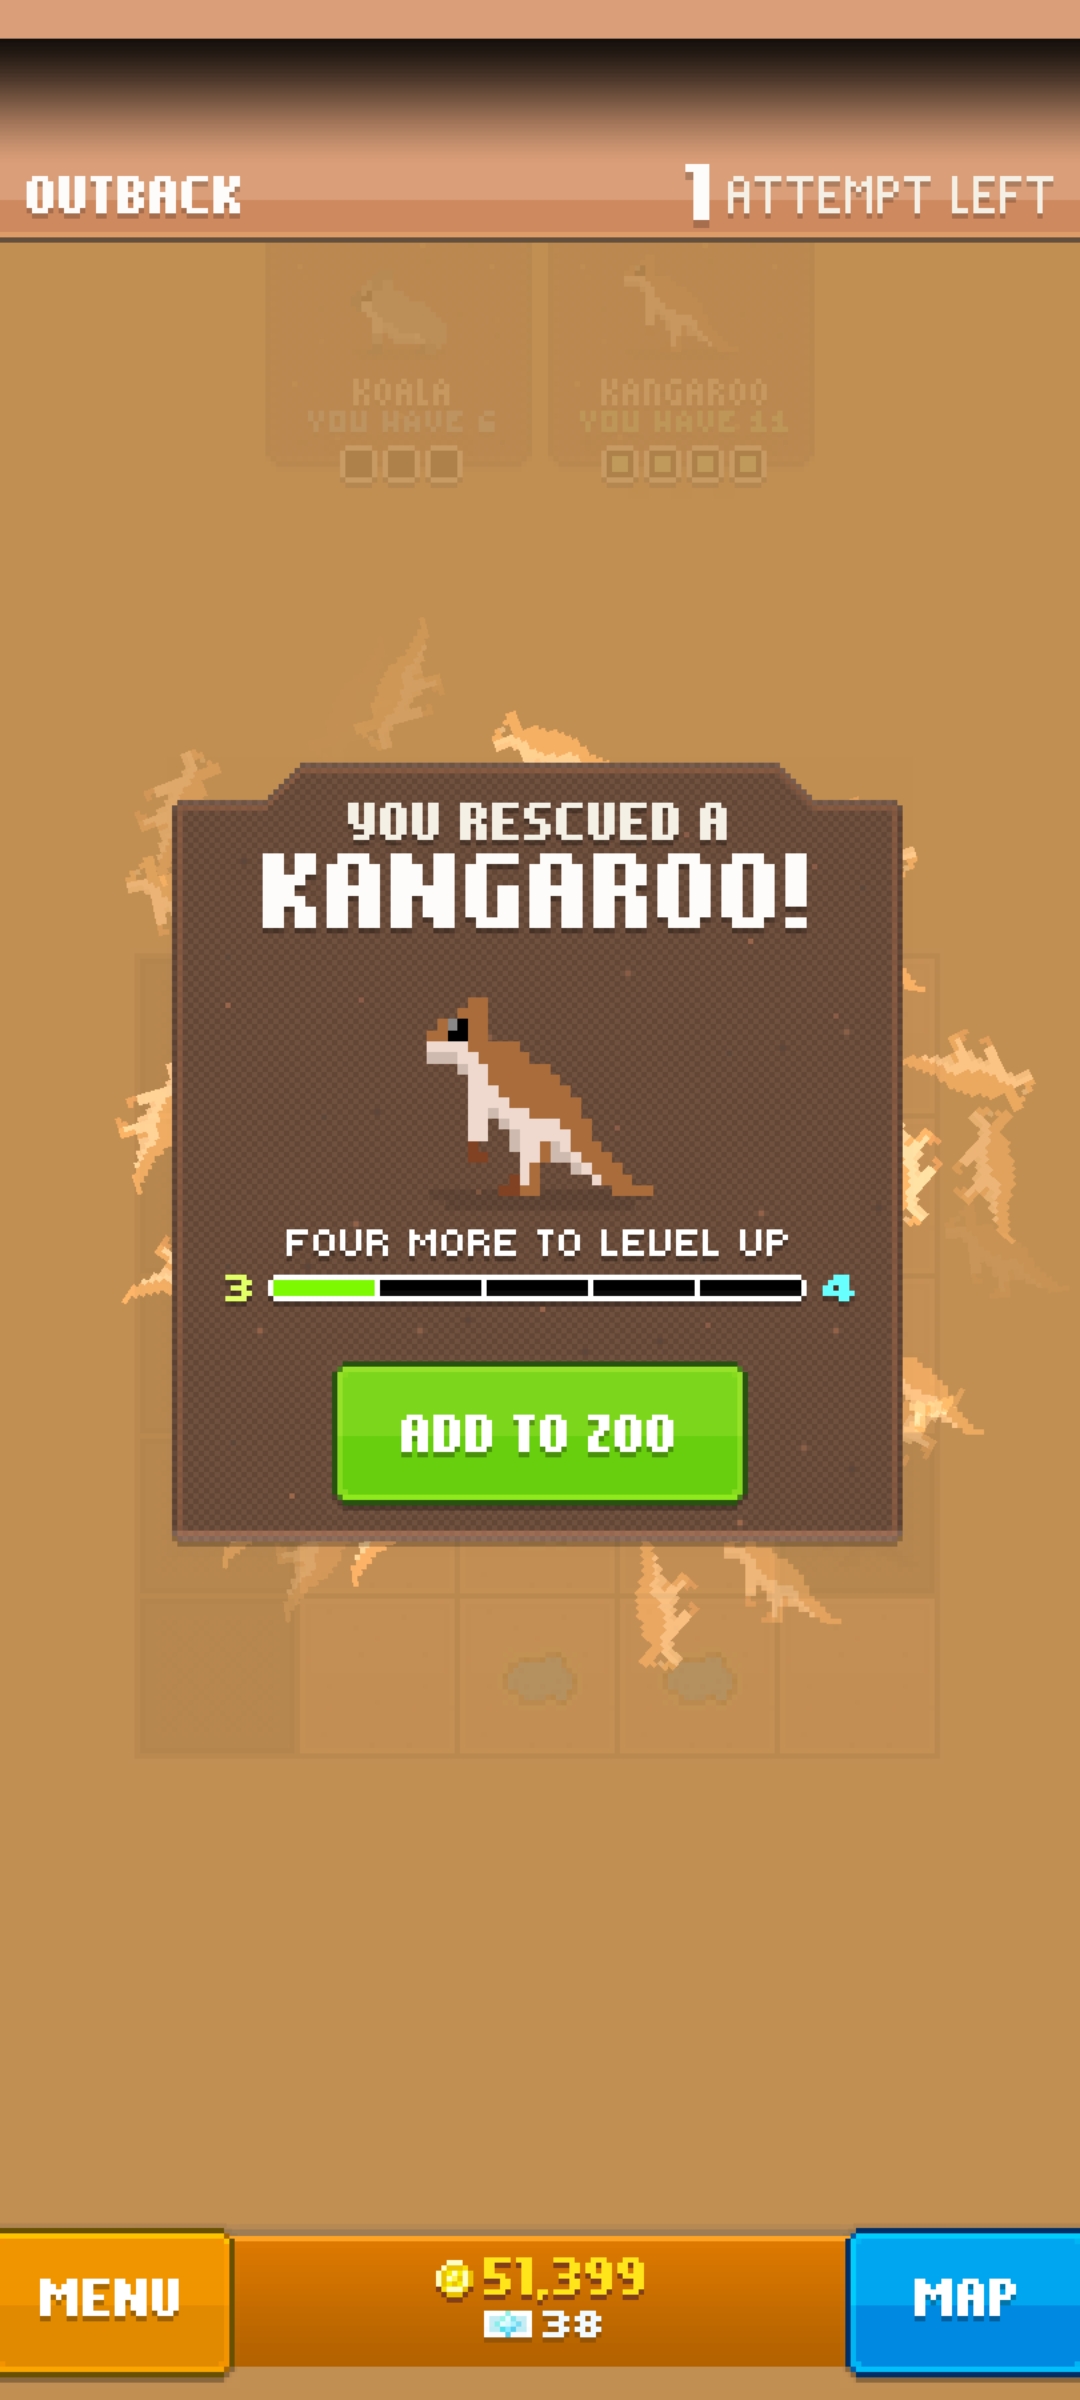 OUTBACK
1 ATTEMPT LEFT
KOALA
YOU HAVE 6
KANGAROO
YOU HAVE 11
YOU RESCUED A
KANGAROO!
FOUR MORE TO LEVEL UP
3
4
ADD TO ZOO
MENU
51,399
38
MAP